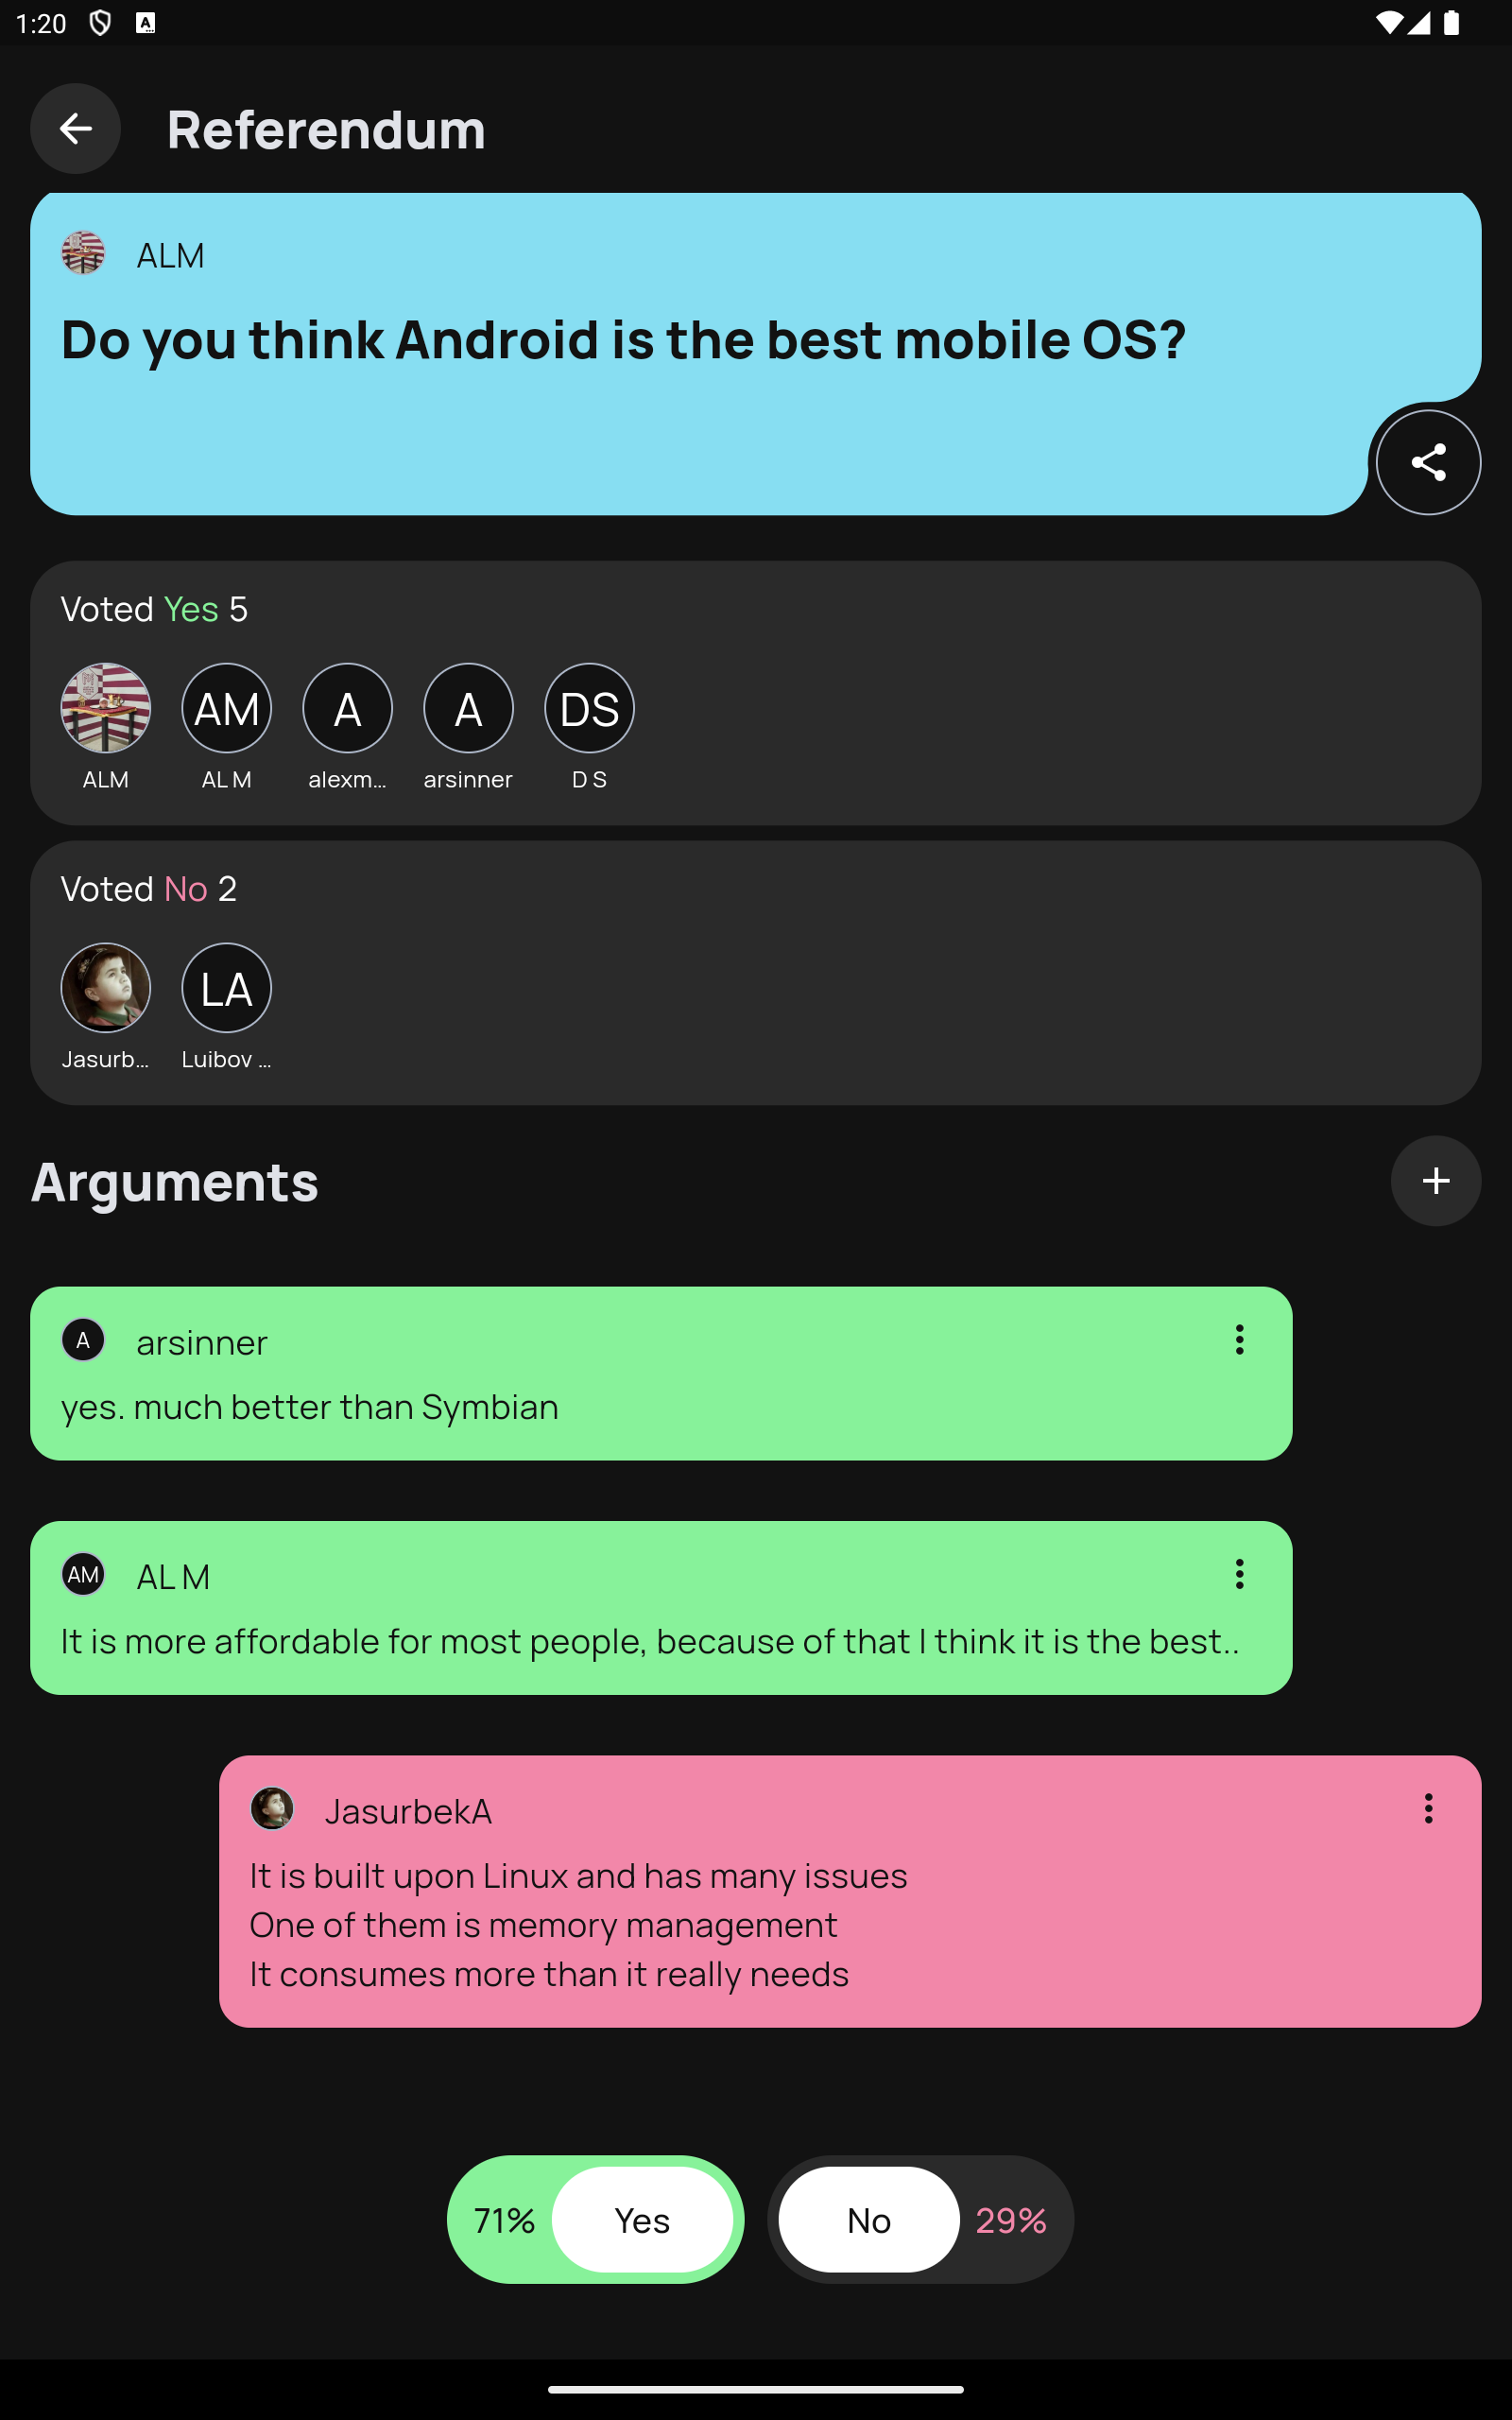 1:20
Referendum
ALM
Do you think Android is the best mobile OS?
Voted Yes 5
AM A A DS
ALM AL M alexm... arsinner D S
Voted No 2
LA
Jasurb... Luibov ...
Arguments
A arsinner
yes. much better than Symbian
AM AL M
It is more affordable for most people, because of that I think it is the best..
JasurbekA
It is built upon Linux and has many issues
One of them is memory management
It consumes more than it really needs
71% Yes No 29%